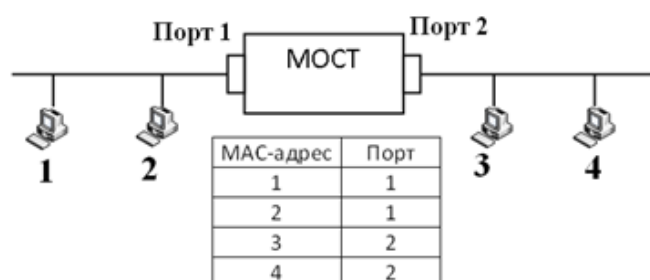 Порт 1
МОСТ
Порт 2
1
2
3
4
МАС-адрес Порт
1 1
2 1
3 2
4 2